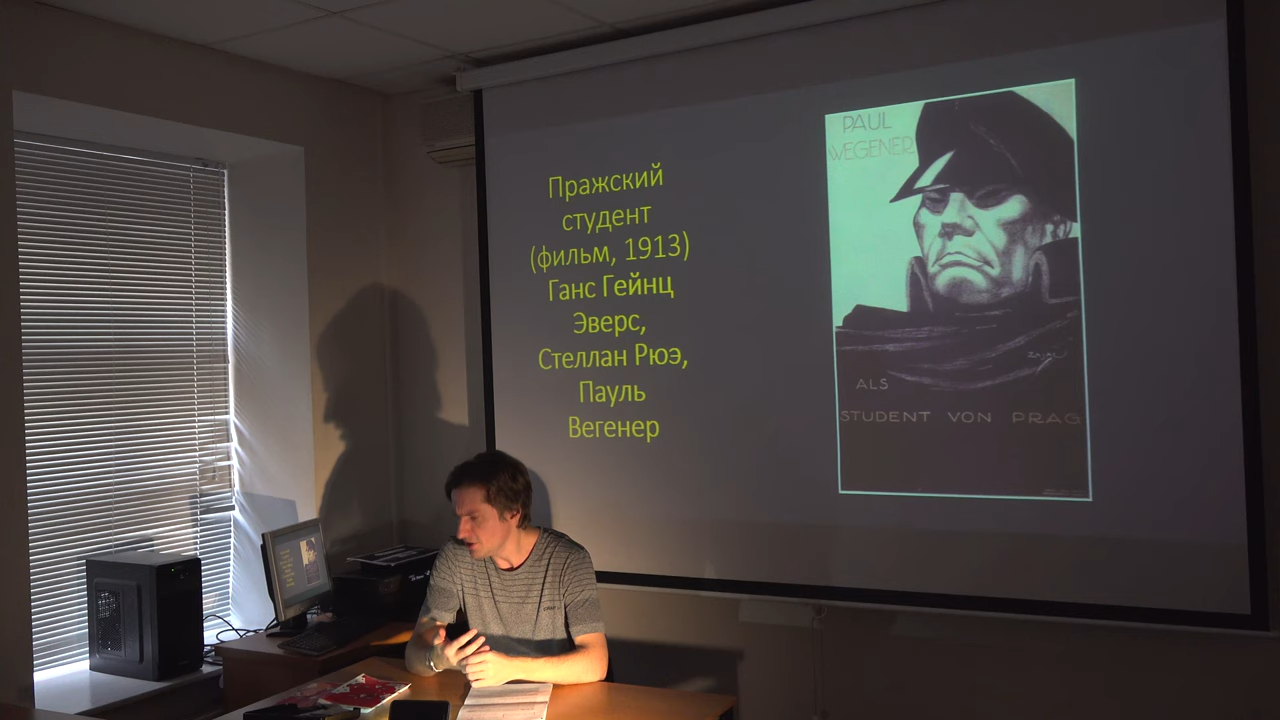 Пражский
студент
(фильм, 1913)
Ганс Гейнц
Эверс,
Стеллан Рюэ,
Пауль
Вегенер
PAUL
WEGENER
ALS
STUDENT VON PRAG